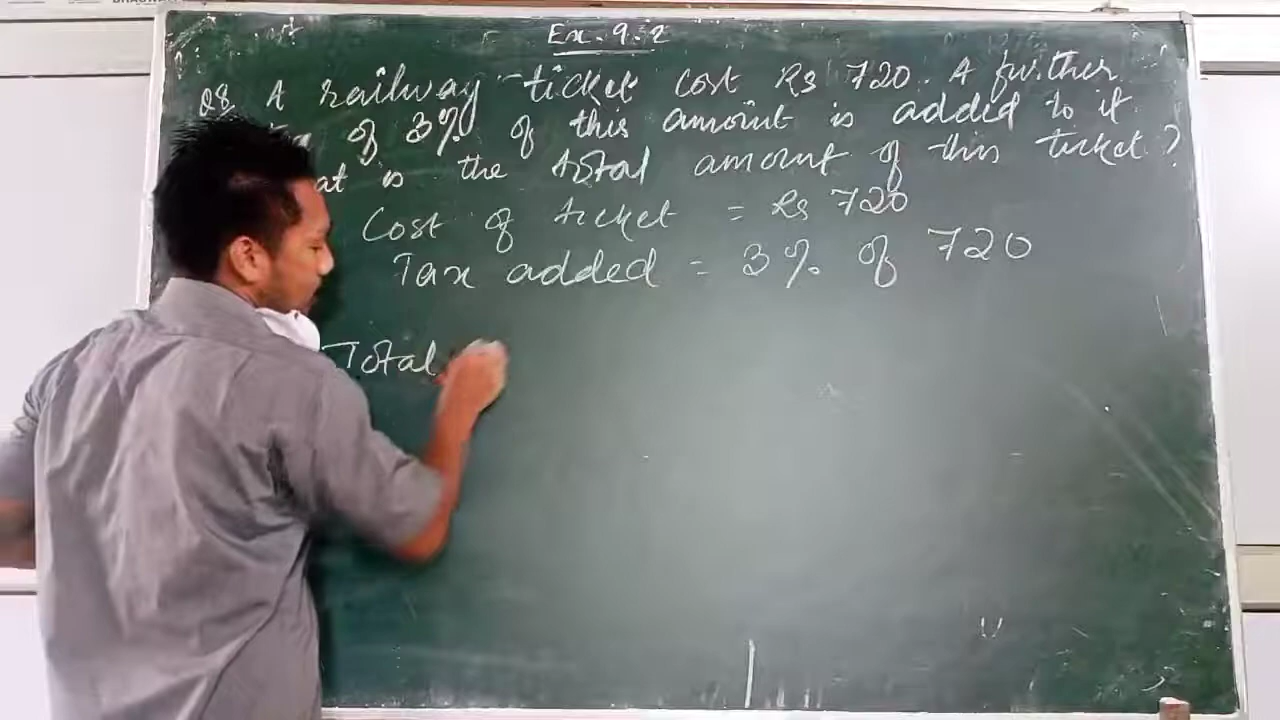 Ex. 9.2
Q8 A railway ticket cost Rs 720. A further
of 3% of this amount is added to it.
at is the total amount of this ticket?
Cost of ticket = Rs 720
Tax added = 3% of 720
Total